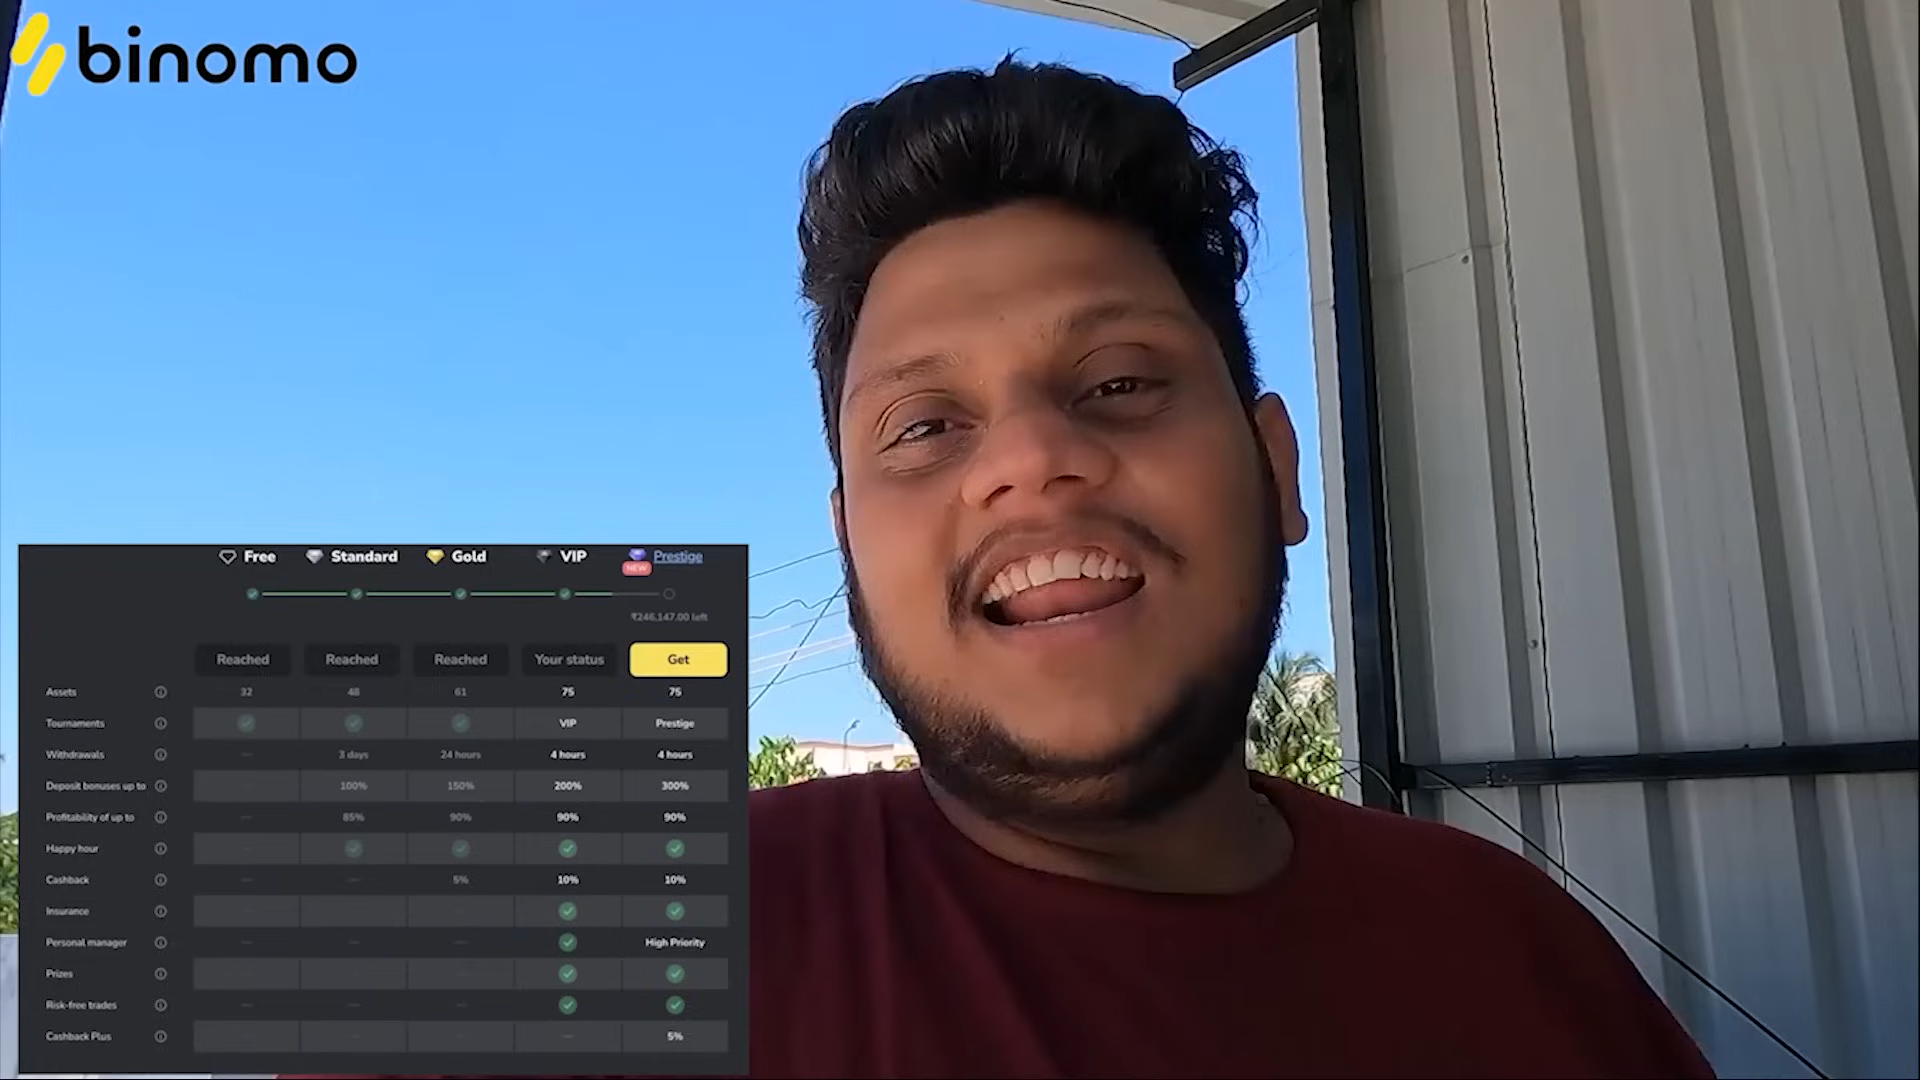 binomo
Free Standard Gold VIP Prestige
NEW
₹246,147.00 left
Reached Reached Reached Your status Get
Assets 32 48 61 75 75
Tournaments VIP Prestige
Withdrawals — 3 days 24 hours 4 hours 4 hours
Deposit bonuses up to — 100% 150% 200% 300%
Profitability of up to — 85% 90% 90% 90%
Happy hour —
Cashback — — 5% 10% 10%
Insurance — — —
Personal manager — — — High Priority
Prizes — — —
Risk-free trades — — —
Cashback Plus — — — — 5%